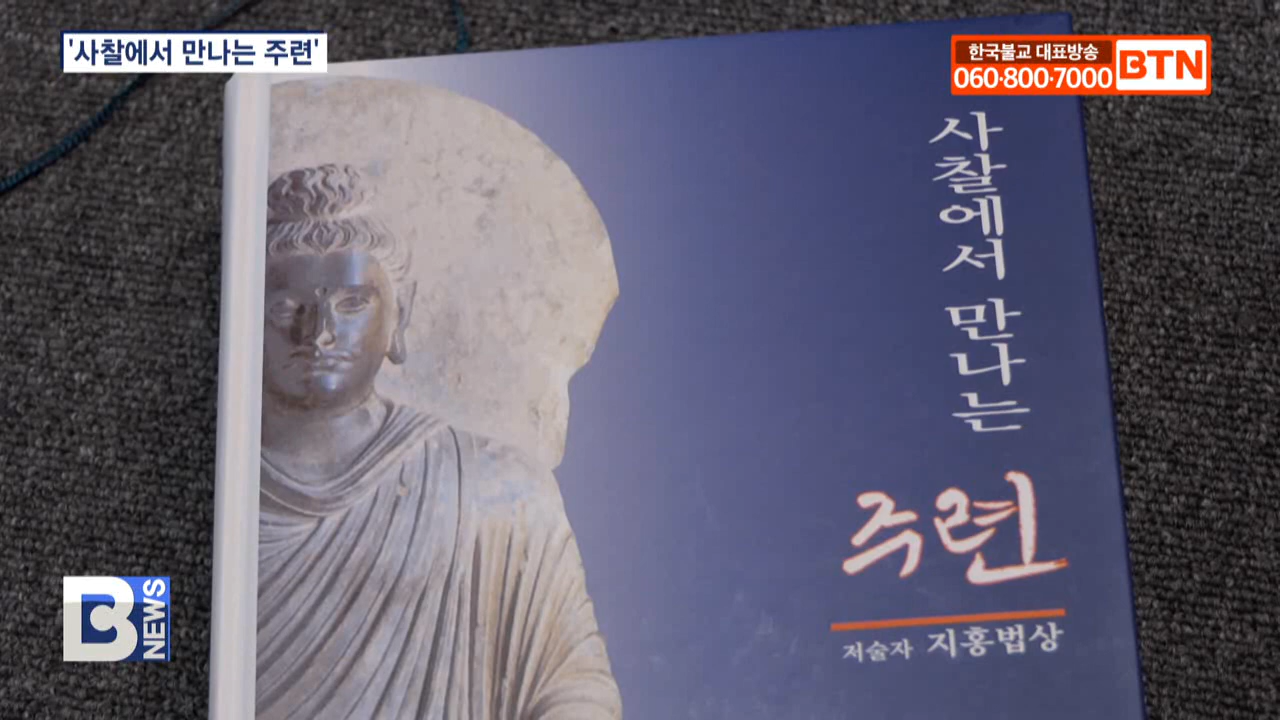 '사찰에서 만나는 주련'
한국불교 대표방송
060·800·7000
BTN
사찰에서 만나는
주련
저술자 지홍법상
B NEWS